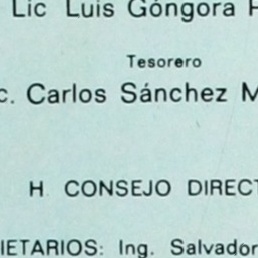 Lic Luis Góngora
Tesorero
c. Carlos Sánchez M
H CONSEJO DIRECT
IETARIOS: Ing. Salvador